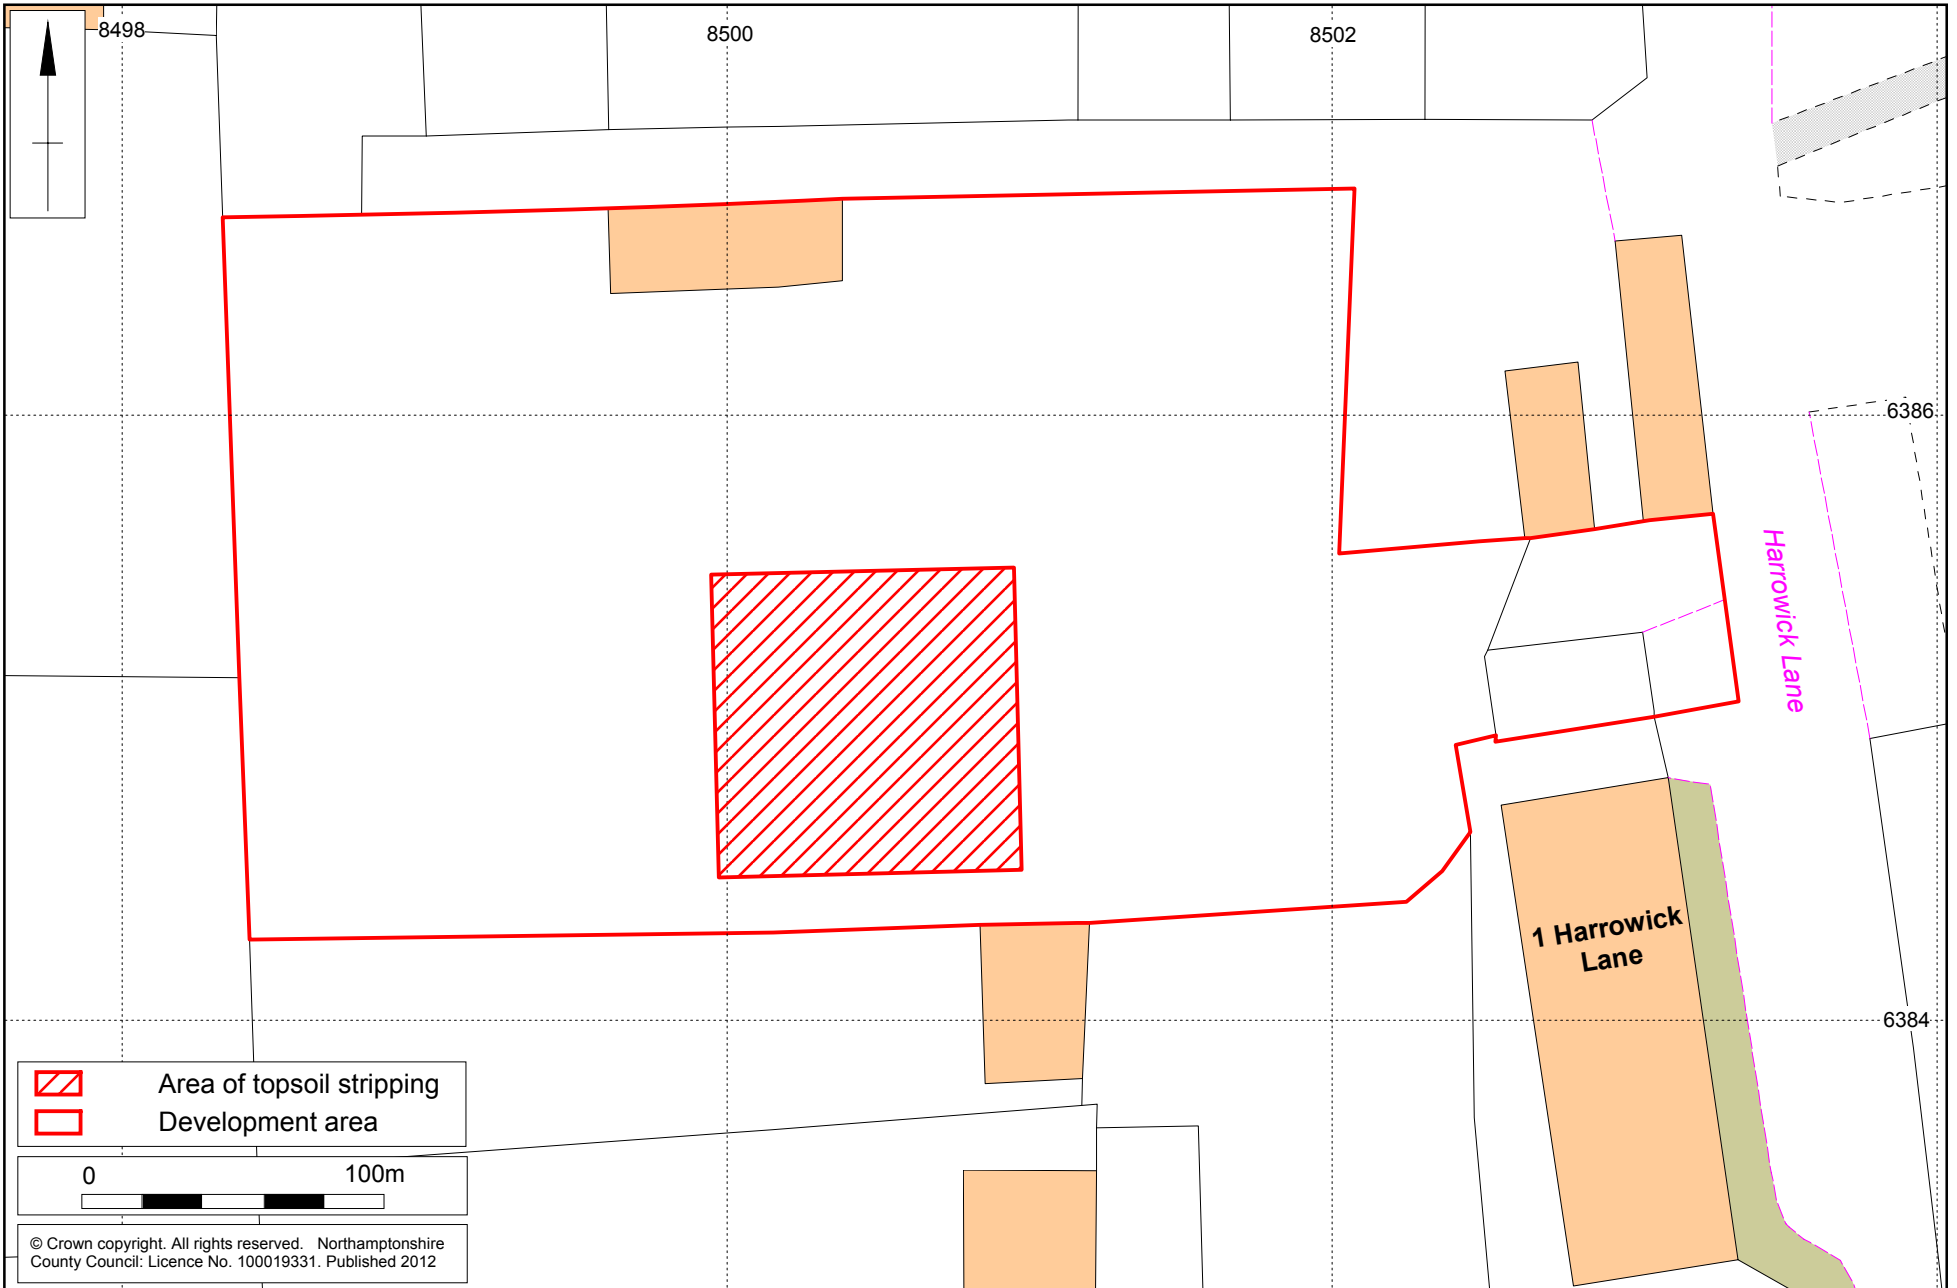 8498
8500
8502
6386
Harrowick Lane
1 Harrowick
Lane
6384
Area of topsoil stripping
Development area
0 100m
© Crown copyright. All rights reserved. Northamptonshire
County Council: Licence No. 100019331. Published 2012